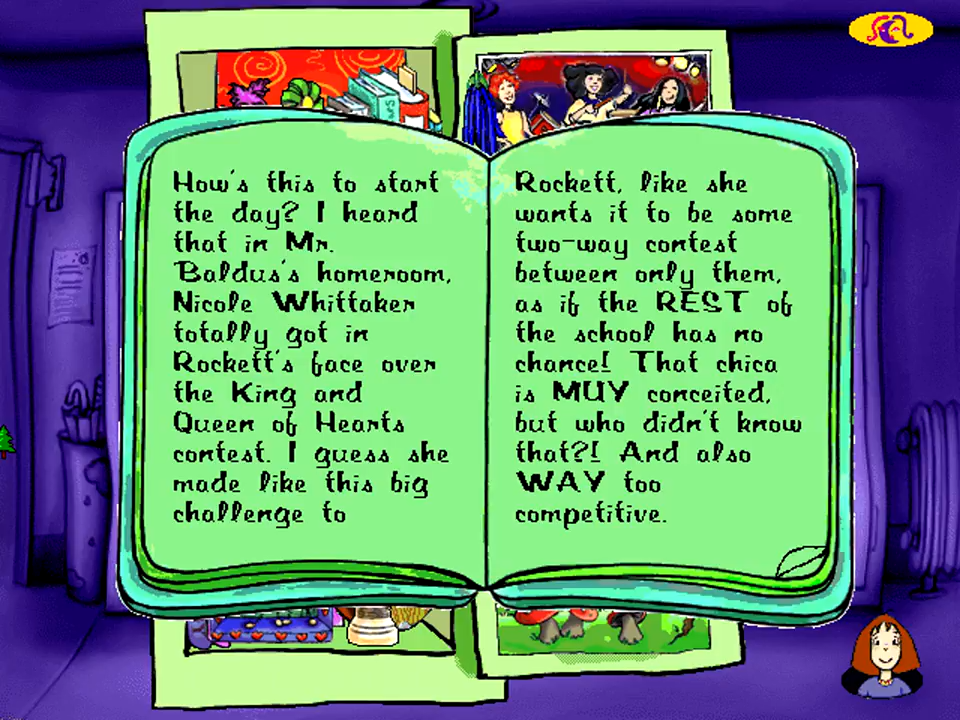 How's this to start
the day? I heard
that in Mr.
Baldus's homeroom,
Nicole Whittaker
totally got in
Rockett's face over
the King and
Queen of Hearts
contest. I guess she
made like this big
challenge to
Rockett, like she
wants it to be some
two-way contest
between only them,
as if the REST of
the school has no
chance! That chica
is MUY conceited,
but who didn't know
that?! And also
WAY too
competitive.